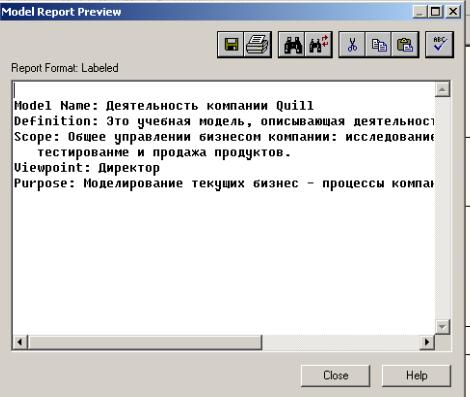 Model Report Preview
ABC
Report Format: Labeled
Model Name: Деятельность компании Quill
Definition: Это учебная модель, описывающая деятельност
Scope: Общее управлении бизнесом компании: исследование
тестированме и продажа продуктов.
Viewpoint: Директор
Purpose: Моделирование текущих бизнес - процессы компан
Close
Help